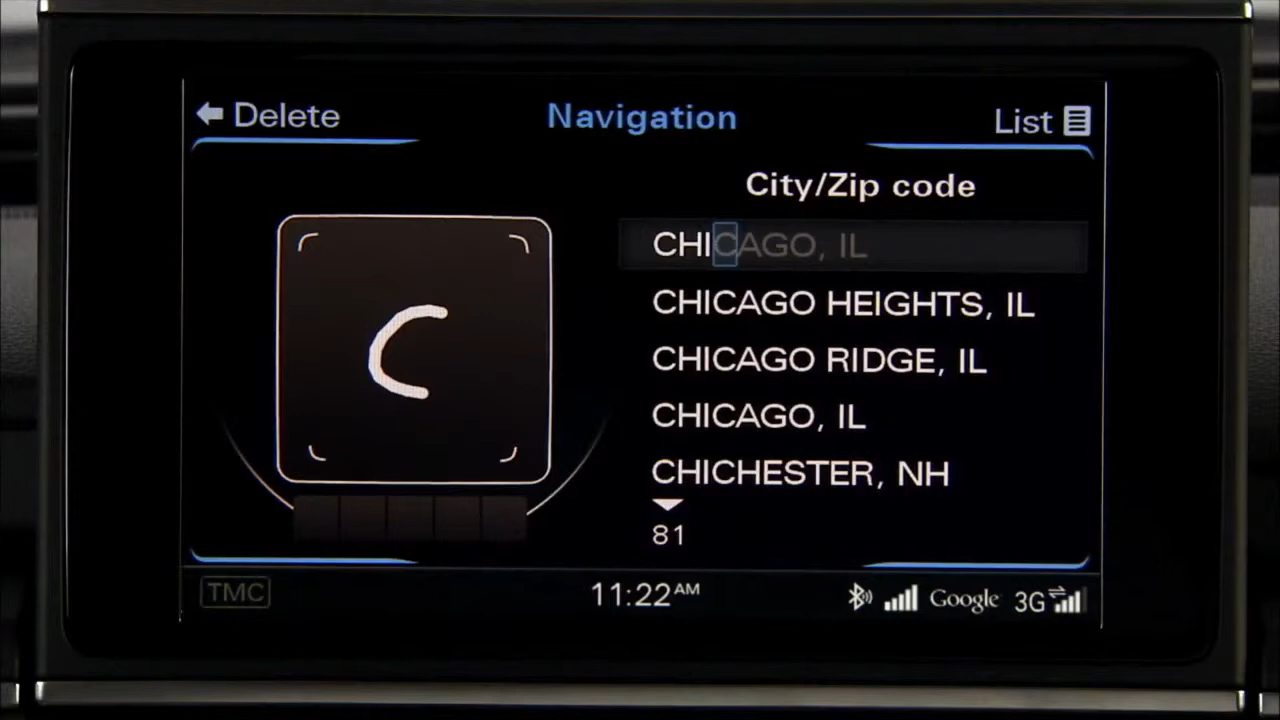 Delete
Navigation
List
City/Zip code
CHICAGO, IL
CHICAGO HEIGHTS, IL
CHICAGO RIDGE, IL
CHICAGO, IL
CHICHESTER, NH
81
C
TMC
11:22AM
Google
3G